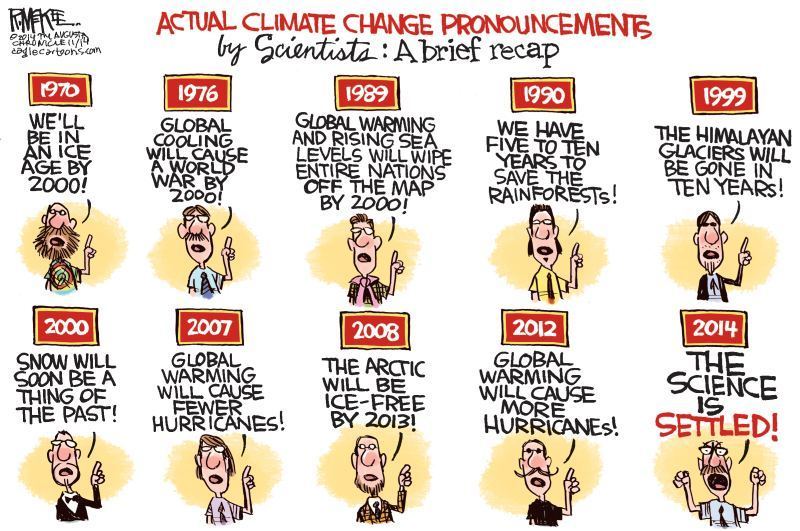 RMCKEE
©2014 THE AUGUSTA
CHRONICLE 11/14
caglecartoons.com
ACTUAL CLIMATE CHANGE PRONOUNCEMENTS
by Scientists: A brief recap
1970
WE'LL
BE IN
AN ICE
AGE BY
2000!
1976
GLOBAL
COOLING
WILL CAUSE
A WORLD
WAR BY
2000!
1989
GLOBAL WARMING
AND RISING SEA
LEVELS WILL WIPE
ENTIRE NATIONS
OFF THE MAP
BY 2000!
1990
WE HAVE
FIVE TO TEN
YEARS TO
SAVE THE
RAINFORESTS!
1999
THE HIMALAYAN
GLACIERS WILL
BE GONE IN
TEN YEARS!
2000
SNOW WILL
SOON BE A
THING OF
THE PAST!
2007
GLOBAL
WARMING
WILL CAUSE
FEWER
HURRICANES!
2008
THE ARCTIC
WILL BE
ICE-FREE
BY 2013!
2012
GLOBAL
WARMING
WILL CAUSE
MORE
HURRICANES!
2014
THE
SCIENCE
IS
SETTLED!